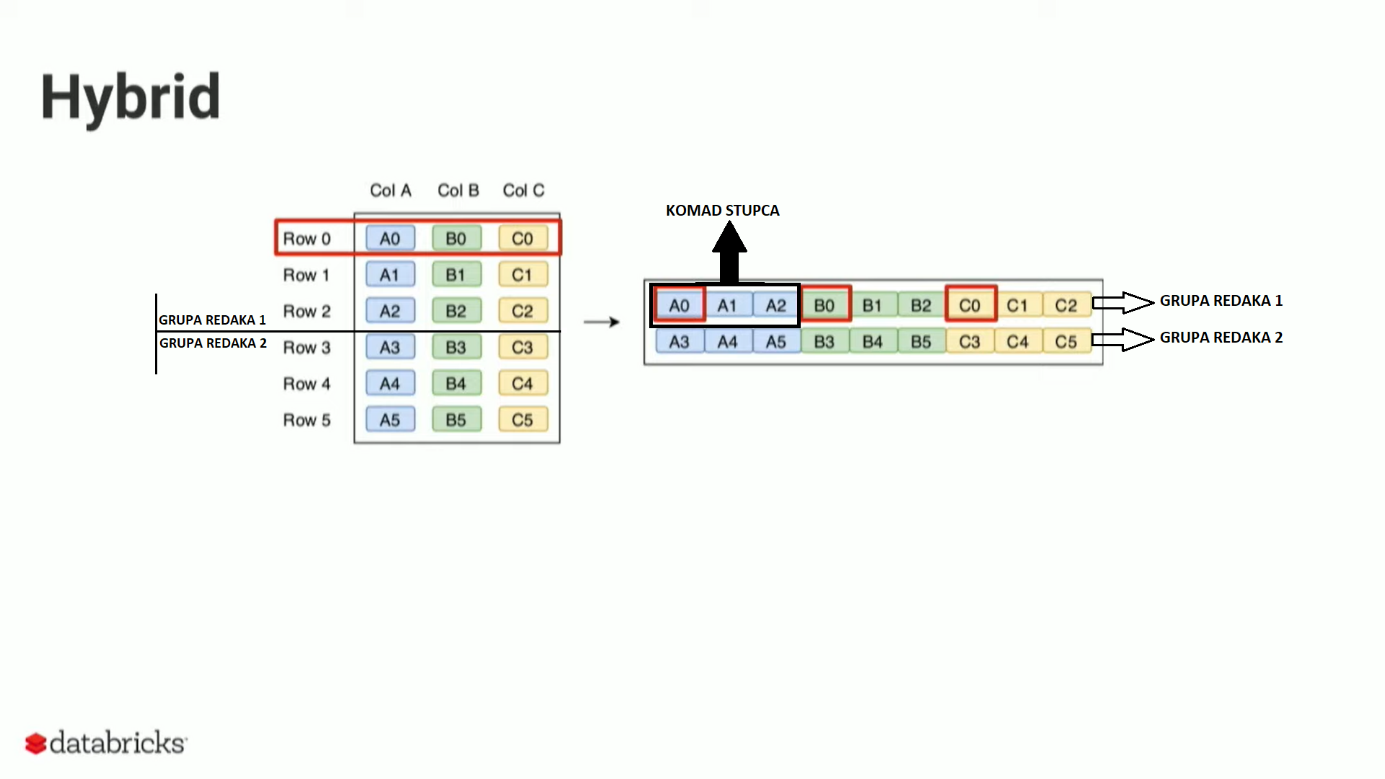 Hybrid
Col A Col B Col C
Row 0 A0 B0 C0
Row 1 A1 B1 C1
Row 2 A2 B2 C2
GRUPA REDAKA 1
GRUPA REDAKA 2
Row 3 A3 B3 C3
Row 4 A4 B4 C4
Row 5 A5 B5 C5
KOMAD STUPCA
A0 A1 A2 B0 B1 B2 C0 C1 C2 GRUPA REDAKA 1
A3 A4 A5 B3 B4 B5 C3 C4 C5 GRUPA REDAKA 2
databricks